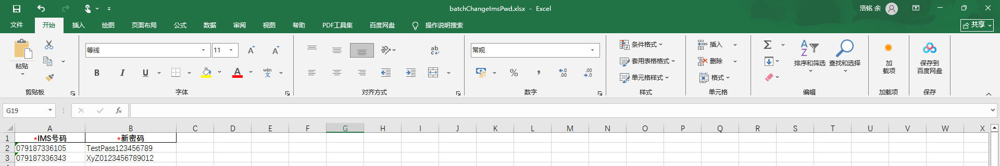 batchChangeImsPwd.xlsx - Excel
浩铭 余
文件 开始 插入 绘图 页面布局 公式 数据 审阅 视图 帮助 PDF工具集 百度网盘 操作说明搜索 共享
等线 11 A A
ab c
常规
条件格式
插入
Σ
A Z
粘贴
套用表格格式
删除
排序和筛选 查找和选择
加载项
保存到百度网盘
B I U A wén 文
% , .0 .00 .00 .0
单元格样式
格式
剪贴板 字体 对齐方式 数字 样式 单元格 编辑 加载项 保存
G19 fx
A B C D E F G H I J K L M N O P Q R S T U V W X
1 *IMS号码 *新密码
2 079187336105 TestPass123456789
3 079187336343 XyZ0123456789012